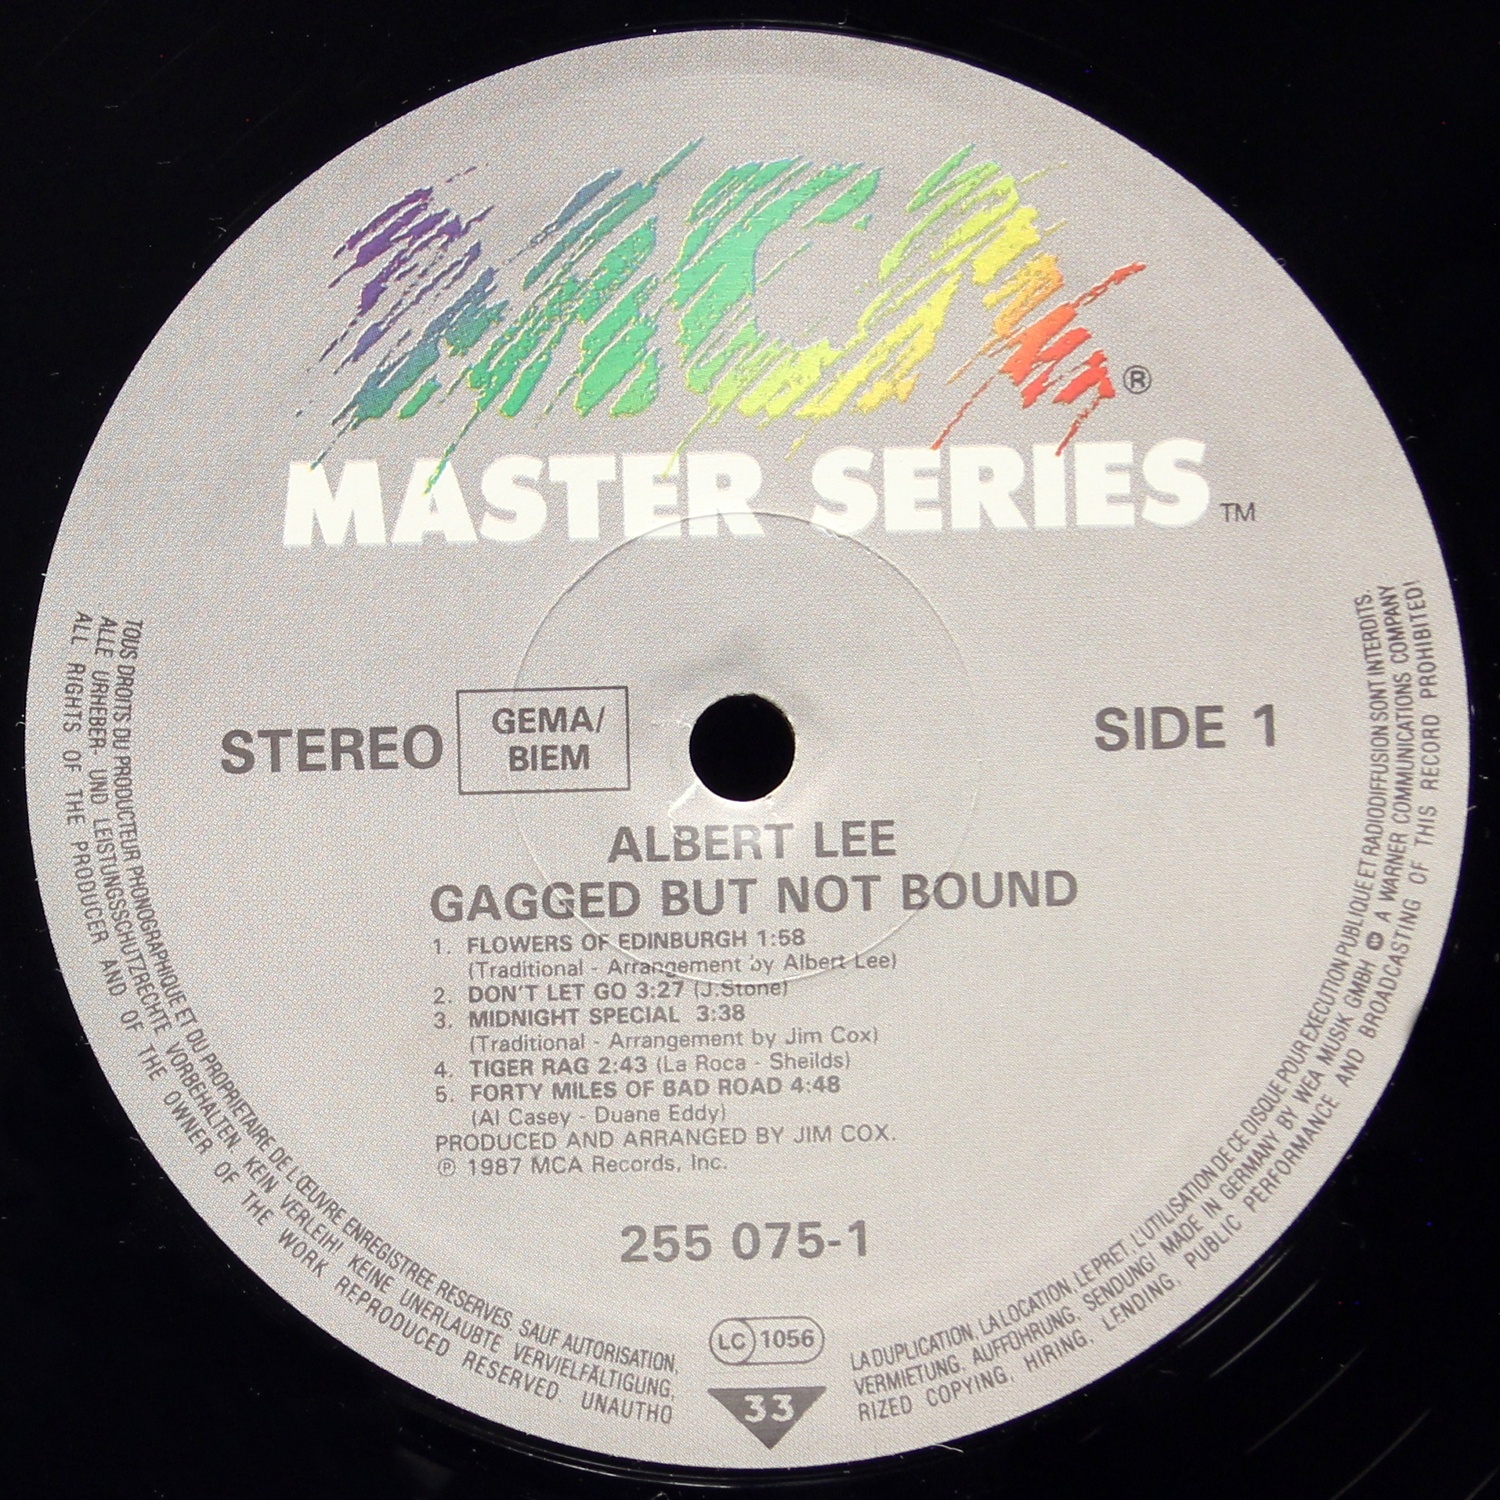 MCA ®
MASTER SERIES ™
STEREO
GEMA/
BIEM
SIDE 1
ALBERT LEE
GAGGED BUT NOT BOUND
1. FLOWERS OF EDINBURGH 1:58
(Traditional - Arrangement by Albert Lee)
2. DON'T LET GO 3:27 (J.Stone)
3. MIDNIGHT SPECIAL 3:38
(Traditional - Arrangement by Jim Cox)
4. TIGER RAG 2:43 (La Roca - Sheilds)
5. FORTY MILES OF BAD ROAD 4:48
(Al Casey - Duane Eddy)
PRODUCED AND ARRANGED BY JIM COX.
℗ 1987 MCA Records, Inc.
255 075-1
LC 1056
33
TOUS DROITS DU PRODUCTEUR PHONOGRAPHIQUE ET DU PROPRIETAIRE DE L'ŒUVRE ENREGISTREE RESERVES. SAUF AUTORISATION,
LA DUPLICATION, LA LOCATION, LE PRET, L'UTILISATION DE CE DISQUE POUR EXECUTION PUBLIQUE ET RADIODIFFUSION SONT INTERDITS.
ALLE URHEBER- UND LEISTUNGSSCHUTZRECHTE VORBEHALTEN. KEIN VERLEIH! KEINE UNERLAUBTE VERVIELFÄLTIGUNG,
VERMIETUNG, AUFFÜHRUNG, SENDUNG! MADE IN GERMANY BY WEA MUSIK GMBH A WARNER COMMUNICATIONS COMPANY
ALL RIGHTS OF THE PRODUCER AND OF THE OWNER OF THE WORK REPRODUCED RESERVED. UNAUTHO
RIZED COPYING, HIRING, LENDING, PUBLIC PERFORMANCE AND BROADCASTING OF THIS RECORD PROHIBITED!